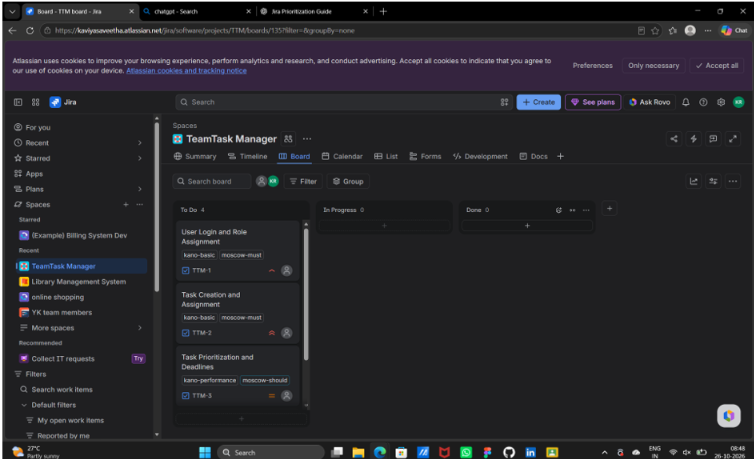 Board - TTM board - Jira
chatgpt - Search
Jira Prioritization Guide
https://kaviyasaveetha.atlassian.net/jira/software/projects/TTM/boards/135?filter=&groupBy=none
Chat
Atlassian uses cookies to improve your browsing experience, perform analytics and research, and conduct advertising. Accept all cookies to indicate that you agree to
our use of cookies on your device. Atlassian cookies and tracking notice
Preferences
Only necessary
Accept all
Jira
Search
+ Create
See plans
Ask Rovo
KR
For you
Recent
Starred
Apps
Plans
Spaces
Starred
(Example) Billing System Dev
Recent
TeamTask Manager
Library Management System
online shopping
YK team members
More spaces
Recommended
Collect IT requests
Try
Filters
Search work items
Default filters
My open work items
Reported by me
Spaces
TeamTask Manager
Summary
Timeline
Board
Calendar
List
Forms
Development
Docs
Search board
KR
Filter
Group
To Do 4
User Login and Role
Assignment
kano-basic
moscow-must
TTM-1
Task Creation and
Assignment
kano-basic
moscow-must
TTM-2
Task Prioritization and
Deadlines
kano-performance
moscow-should
TTM-3
In Progress 0
Done 0
27°C
Partly sunny
Search
ENG
IN
08:43
26-10-2026